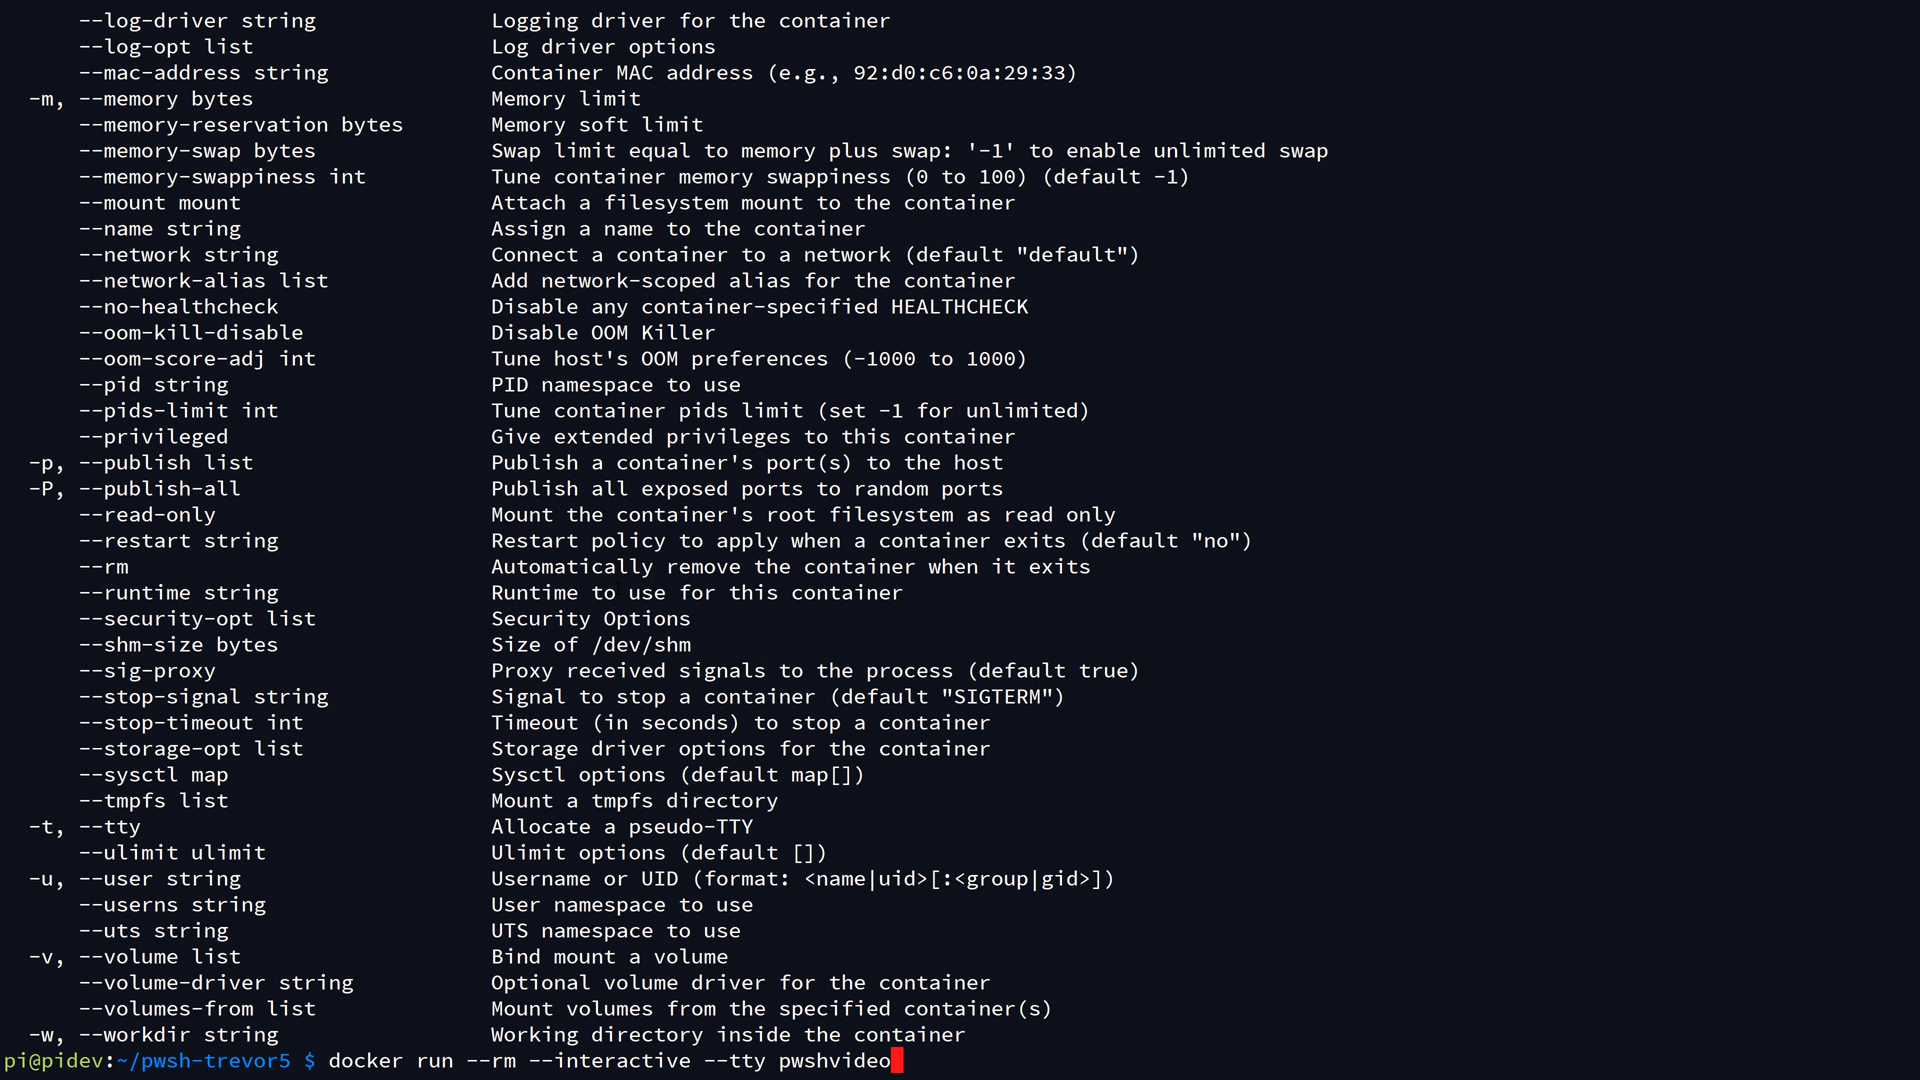 --log-driver string             Logging driver for the container
--log-opt list                  Log driver options
--mac-address string            Container MAC address (e.g., 92:d0:c6:0a:29:33)
-m, --memory bytes                  Memory limit
--memory-reservation bytes      Memory soft limit
--memory-swap bytes             Swap limit equal to memory plus swap: '-1' to enable unlimited swap
--memory-swappiness int         Tune container memory swappiness (0 to 100) (default -1)
--mount mount                   Attach a filesystem mount to the container
--name string                   Assign a name to the container
--network string                Connect a container to a network (default "default")
--network-alias list            Add network-scoped alias for the container
--no-healthcheck                Disable any container-specified HEALTHCHECK
--oom-kill-disable              Disable OOM Killer
--oom-score-adj int             Tune host's OOM preferences (-1000 to 1000)
--pid string                    PID namespace to use
--pids-limit int                Tune container pids limit (set -1 for unlimited)
--privileged                    Give extended privileges to this container
-p, --publish list                  Publish a container's port(s) to the host
-P, --publish-all                   Publish all exposed ports to random ports
--read-only                     Mount the container's root filesystem as read only
--restart string                Restart policy to apply when a container exits (default "no")
--rm                            Automatically remove the container when it exits
--runtime string                Runtime to use for this container
--security-opt list             Security Options
--shm-size bytes                Size of /dev/shm
--sig-proxy                     Proxy received signals to the process (default true)
--stop-signal string            Signal to stop a container (default "SIGTERM")
--stop-timeout int              Timeout (in seconds) to stop a container
--storage-opt list              Storage driver options for the container
--sysctl map                    Sysctl options (default map[])
--tmpfs list                    Mount a tmpfs directory
-t, --tty                           Allocate a pseudo-TTY
--ulimit ulimit                 Ulimit options (default [])
-u, --user string                   Username or UID (format: <name|uid>[:<group|gid>])
--userns string                 User namespace to use
--uts string                    UTS namespace to use
-v, --volume list                   Bind mount a volume
--volume-driver string          Optional volume driver for the container
--volumes-from list             Mount volumes from the specified container(s)
-w, --workdir string                Working directory inside the container
pi@pidev:~/pwsh-trevor5 $ docker run --rm --interactive --tty pwshvideo